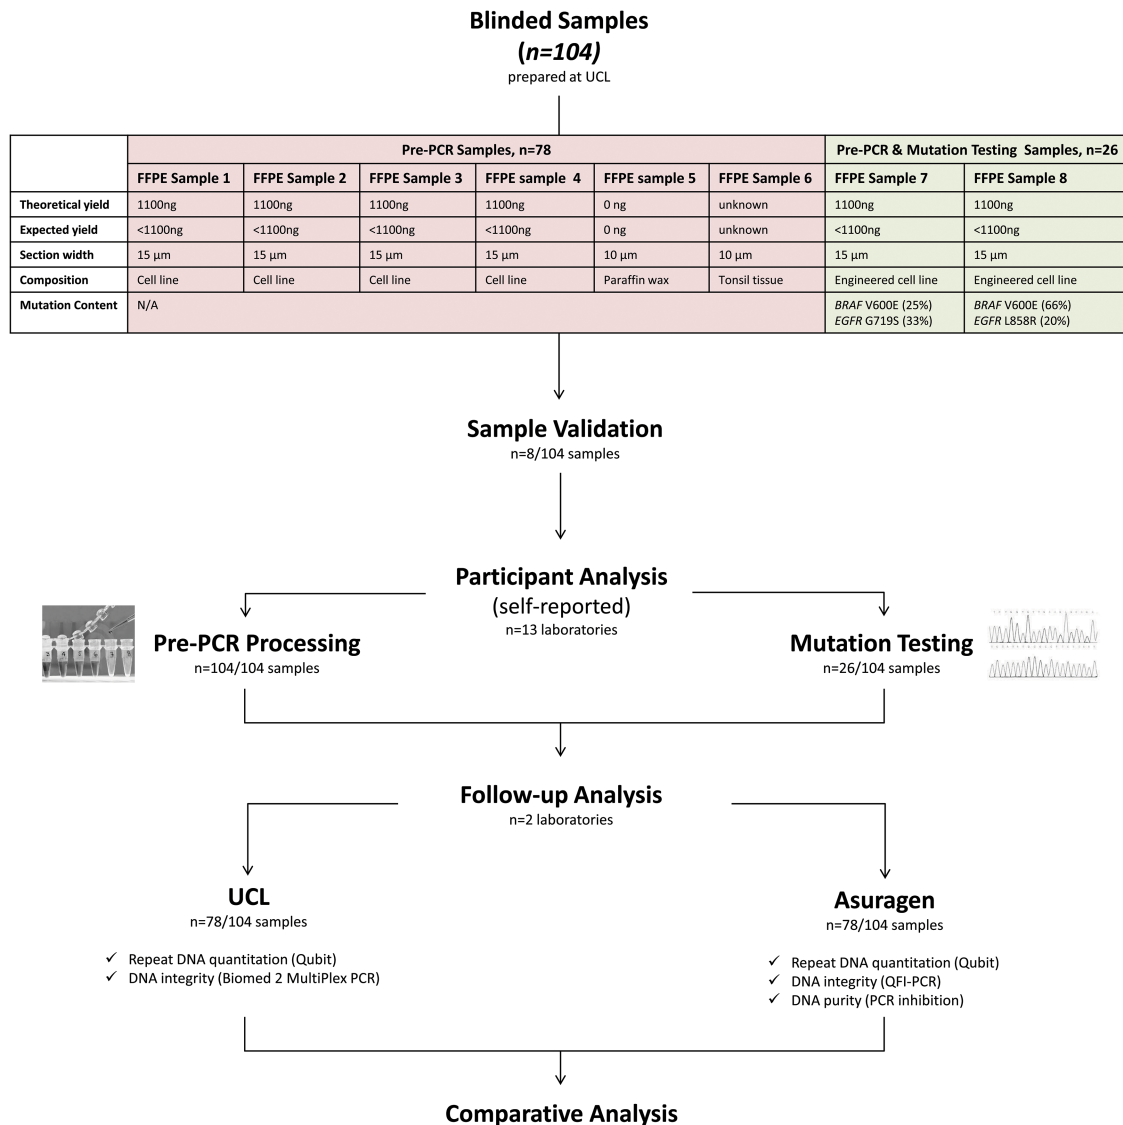 Blinded Samples
(n=104)
prepared at UCL
Pre-PCR Samples, n=78 Pre-PCR & Mutation Testing Samples, n=26
FFPE Sample 1 FFPE Sample 2 FFPE Sample 3 FFPE sample 4 FFPE sample 5 FFPE Sample 6 FFPE Sample 7 FFPE Sample 8
Theoretical yield 1100ng 1100ng 1100ng 1100ng 0 ng unknown 1100ng 1100ng
Expected yield <1100ng <1100ng <1100ng <1100ng 0 ng unknown <1100ng <1100ng
Section width 15 µm 15 µm 15 µm 15 µm 10 µm 10 µm 15 µm 15 µm
Composition Cell line Cell line Cell line Cell line Paraffin wax Tonsil tissue Engineered cell line Engineered cell line
Mutation Content N/A BRAF V600E (25%) BRAF V600E (66%)
EGFR G719S (33%) EGFR L858R (20%)
Sample Validation
n=8/104 samples
Participant Analysis
(self-reported)
n=13 laboratories
Pre-PCR Processing
n=104/104 samples
Mutation Testing
n=26/104 samples
Follow-up Analysis
n=2 laboratories
UCL
n=78/104 samples
✓ Repeat DNA quantitation (Qubit)
✓ DNA integrity (Biomed 2 MultiPlex PCR)
Asuragen
n=78/104 samples
✓ Repeat DNA quantitation (Qubit)
✓ DNA integrity (QFI-PCR)
✓ DNA purity (PCR inhibition)
Comparative Analysis